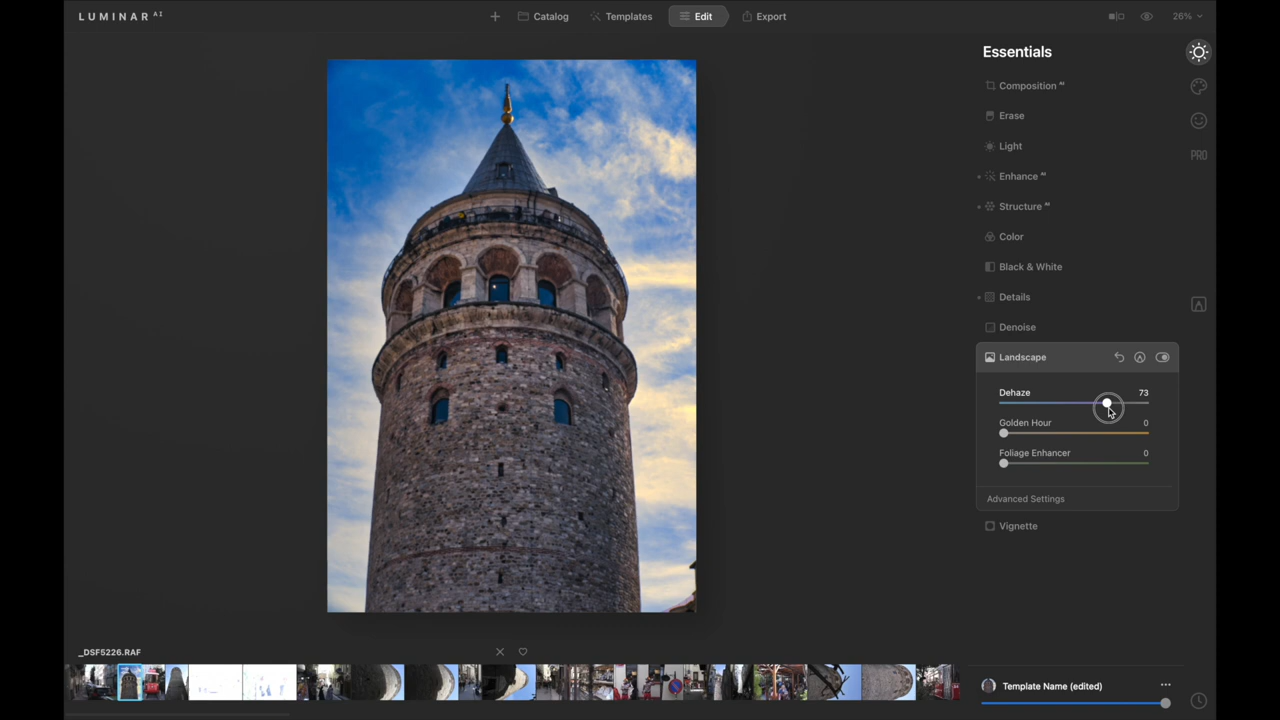 LUMINAR AI
Catalog
Templates
Edit
Export
26%
Essentials
Composition AI
Erase
Light
Enhance AI
Structure AI
Color
Black & White
Details
Denoise
Landscape
Dehaze 73
Golden Hour 0
Foliage Enhancer 0
Advanced Settings
Vignette
PRO
_DSF5226.RAF
Template Name (edited)